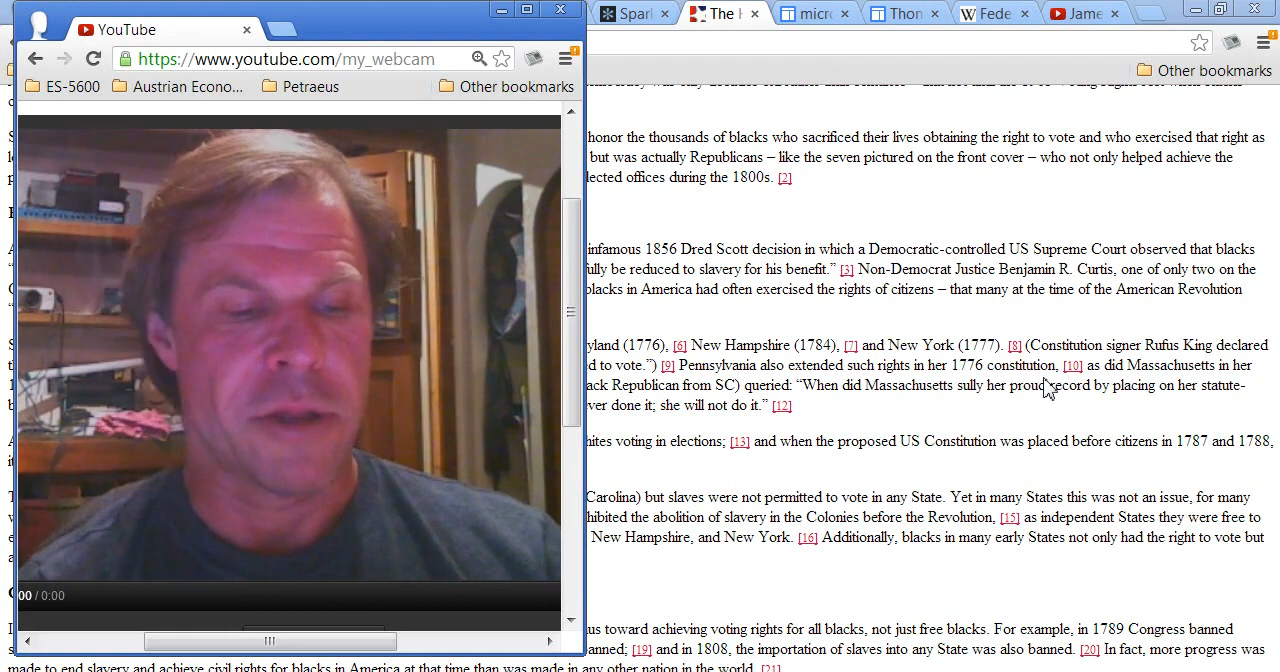 YouTube
Spar
The H
micro
Thon
Fede
Jame
https://www.youtube.com/my_webcam
ES-5600
Austrian Econo...
Petraeus
Other bookmarks
Other bookmarks
honor the thousands of blacks who sacrificed their lives obtaining the right to vote and who exercised that right as
but was actually Republicans – like the seven pictured on the front cover – who not only helped achieve the
lected offices during the 1800s. [2]
infamous 1856 Dred Scott decision in which a Democratic-controlled US Supreme Court observed that blacks
fully be reduced to slavery for his benefit.” [3] Non-Democrat Justice Benjamin R. Curtis, one of only two on the
blacks in America had often exercised the rights of citizens – that many at the time of the American Revolution
yland (1776), [6] New Hampshire (1784), [7] and New York (1777). [8] (Constitution signer Rufus King declared
d to vote.”) [9] Pennsylvania also extended such rights in her 1776 constitution, [10] as did Massachusetts in her
ack Republican from SC) queried: “When did Massachusetts sully her proud record by placing on her statute-
ver done it; she will not do it.” [12]
hites voting in elections; [13] and when the proposed US Constitution was placed before citizens in 1787 and 1788,
Carolina) but slaves were not permitted to vote in any State. Yet in many States this was not an issue, for many
hibited the abolition of slavery in the Colonies before the Revolution, [15] as independent States they were free to
New Hampshire, and New York. [16] Additionally, blacks in many early States not only had the right to vote but
00 / 0:00
us toward achieving voting rights for all blacks, not just free blacks. For example, in 1789 Congress banned
anned; [19] and in 1808, the importation of slaves into any State was also banned. [20] In fact, more progress was
made to end slavery and achieve civil rights for blacks in America at that time than was made in any other nation in the world. [21]